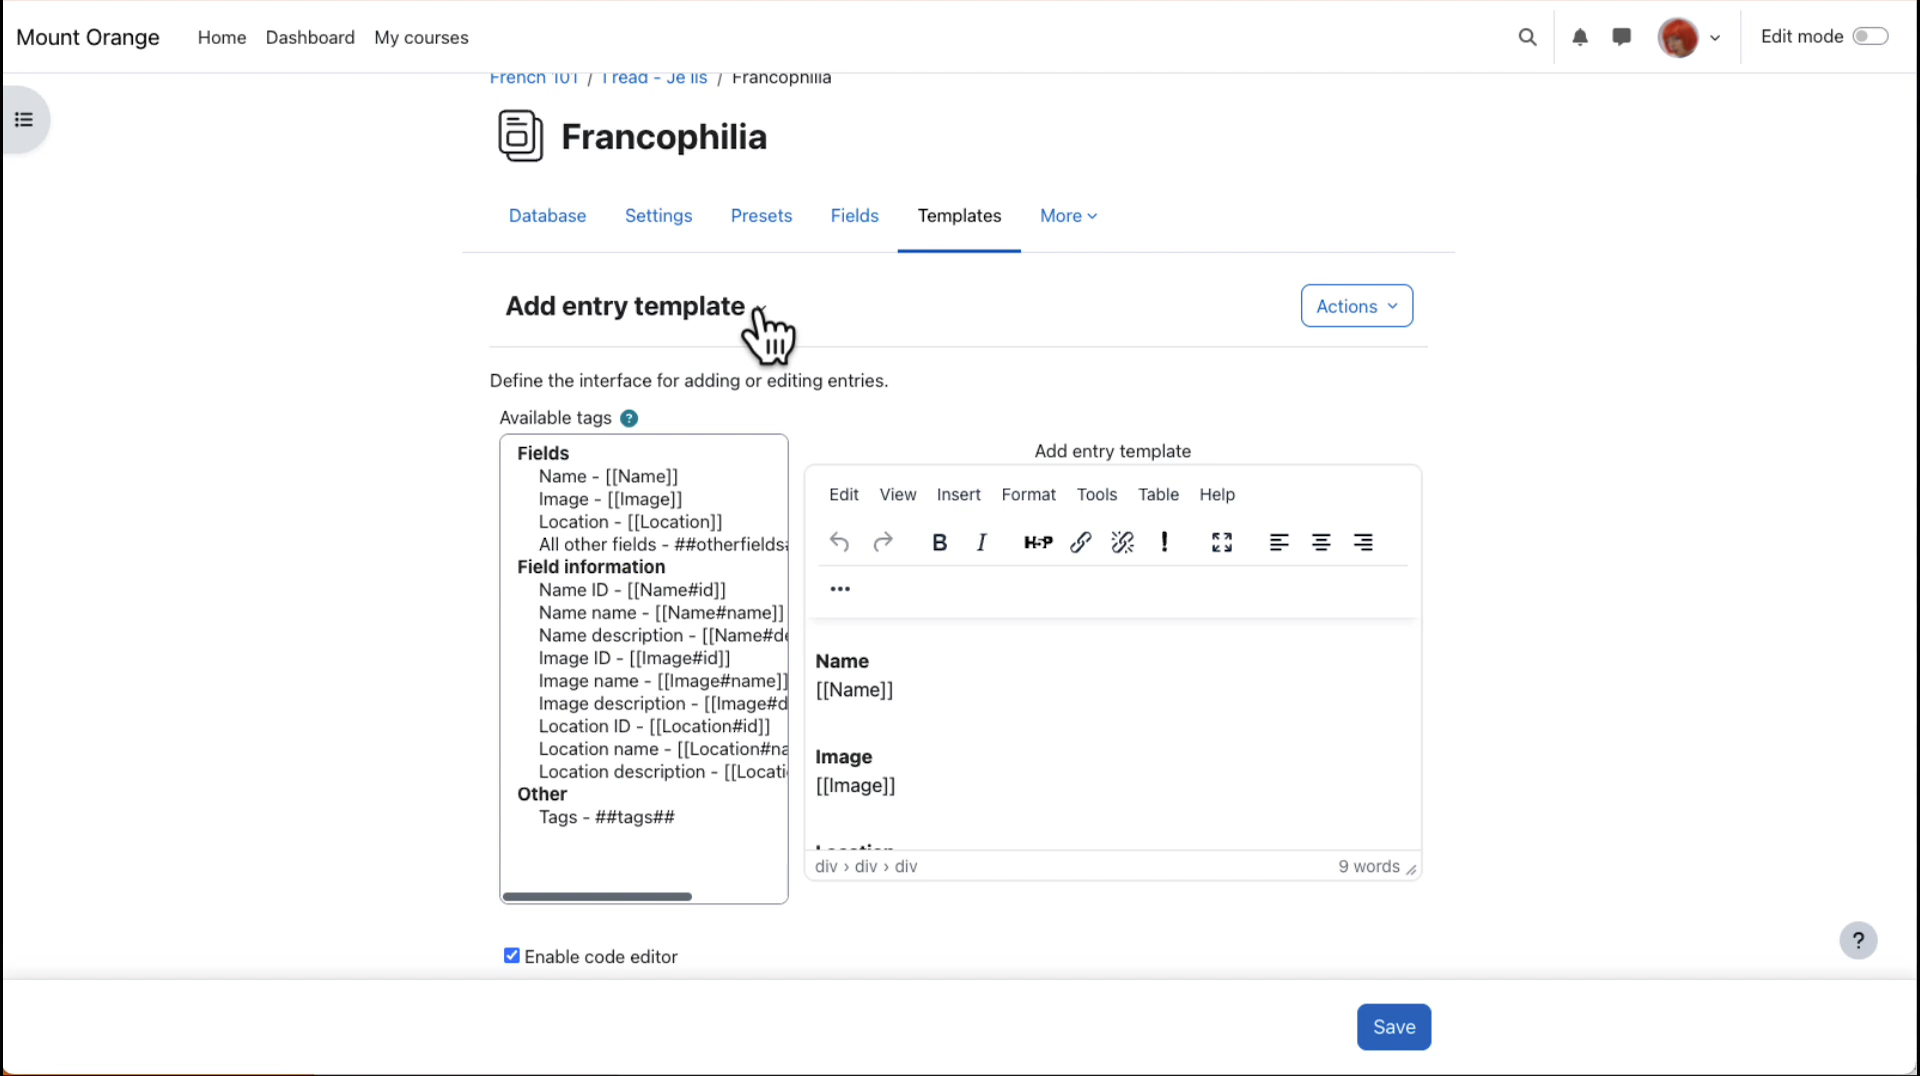 Mount Orange
Home
Dashboard
My courses
Edit mode
French 101 / I read - Je lis / Francophilia
Francophilia
Database
Settings
Presets
Fields
Templates
More
Add entry template
Actions
Define the interface for adding or editing entries.
Available tags ?
Fields
Name - [[Name]]
Image - [[Image]]
Location - [[Location]]
All other fields - ##otherfields
Field information
Name ID - [[Name#id]]
Name name - [[Name#name]]
Name description - [[Name#de
Image ID - [[Image#id]]
Image name - [[Image#name]]
Image description - [[Image#d
Location ID - [[Location#id]]
Location name - [[Location#na
Location description - [[Locati
Other
Tags - ##tags##
Add entry template
Edit
View
Insert
Format
Tools
Table
Help
B
I
H-P
!
•••
Name
[[Name]]
Image
[[Image]]
Location
div › div › div
9 words
Enable code editor
?
Save